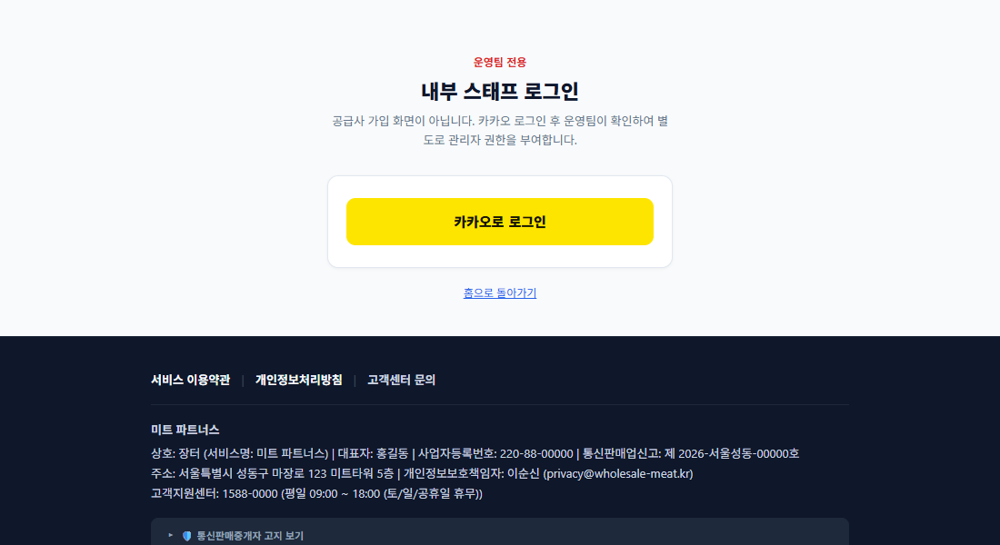 운영팀 전용
내부 스태프 로그인
공급사 가입 화면이 아닙니다. 카카오 로그인 후 운영팀이 확인하여 별
도로 관리자 권한을 부여합니다.
카카오로 로그인
홈으로 돌아가기
서비스 이용약관 | 개인정보처리방침 | 고객센터 문의
미트 파트너스
상호: 장터 (서비스명: 미트 파트너스) | 대표자: 홍길동 | 사업자등록번호: 220-88-00000 | 통신판매업신고: 제 2026-서울성동-00000호
주소: 서울특별시 성동구 마장로 123 미트타워 5층 | 개인정보보호책임자: 이순신 (privacy@wholesale-meat.kr)
고객지원센터: 1588-0000 (평일 09:00 ~ 18:00 (토/일/공휴일 휴무))
통신판매중개자 고지 보기